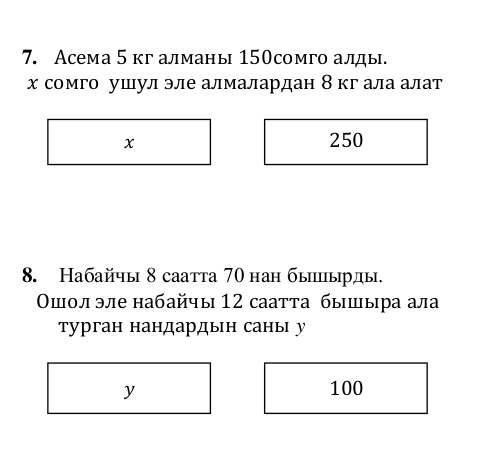 7. Асема 5 кг алманы 150сомго алды.
x сомго ушул эле алмалардан 8 кг ала алат
x 250
8. Набайчы 8 саатта 70 нан бышырды.
Ошол эле набайчы 12 саатта бышыра ала
турган нандардын саны y
y 100